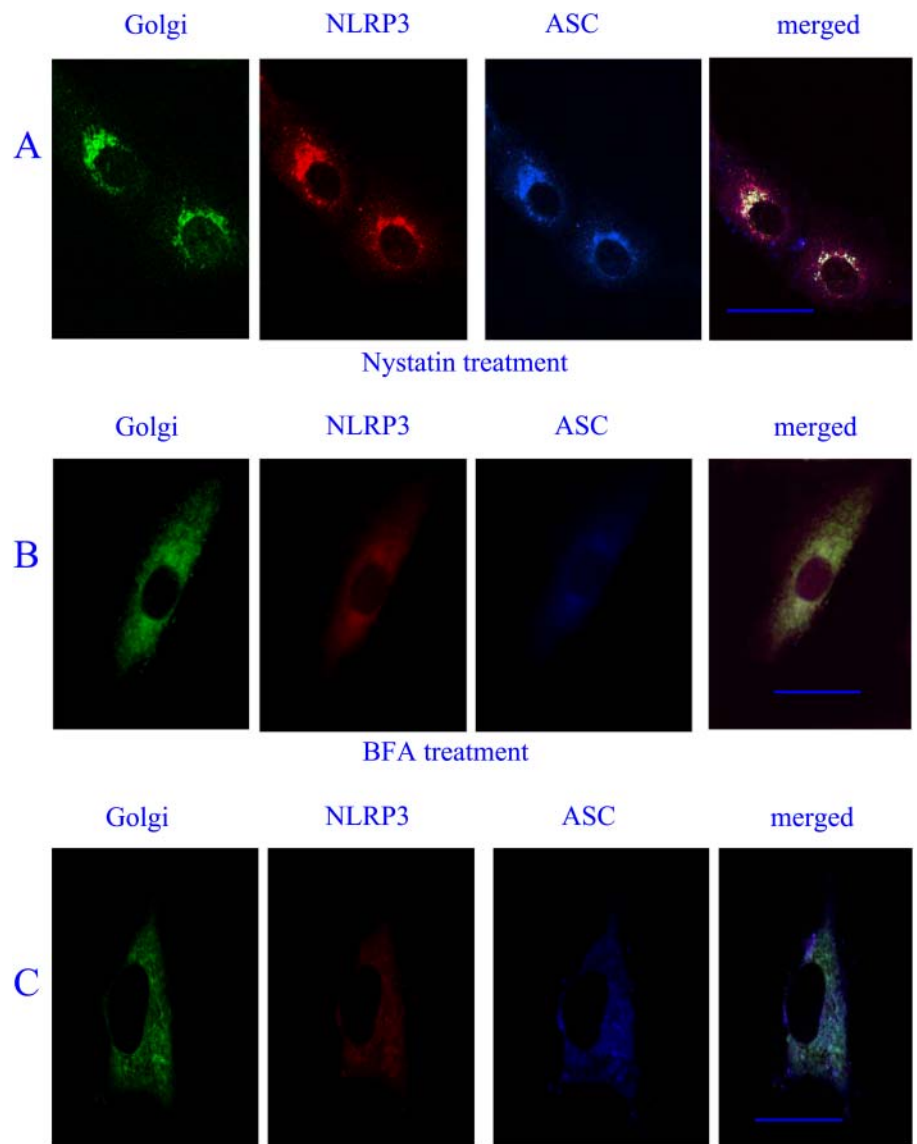 Golgi NLRP3 ASC merged
A
Nystatin treatment
Golgi NLRP3 ASC merged
B
BFA treatment
Golgi NLRP3 ASC merged
C